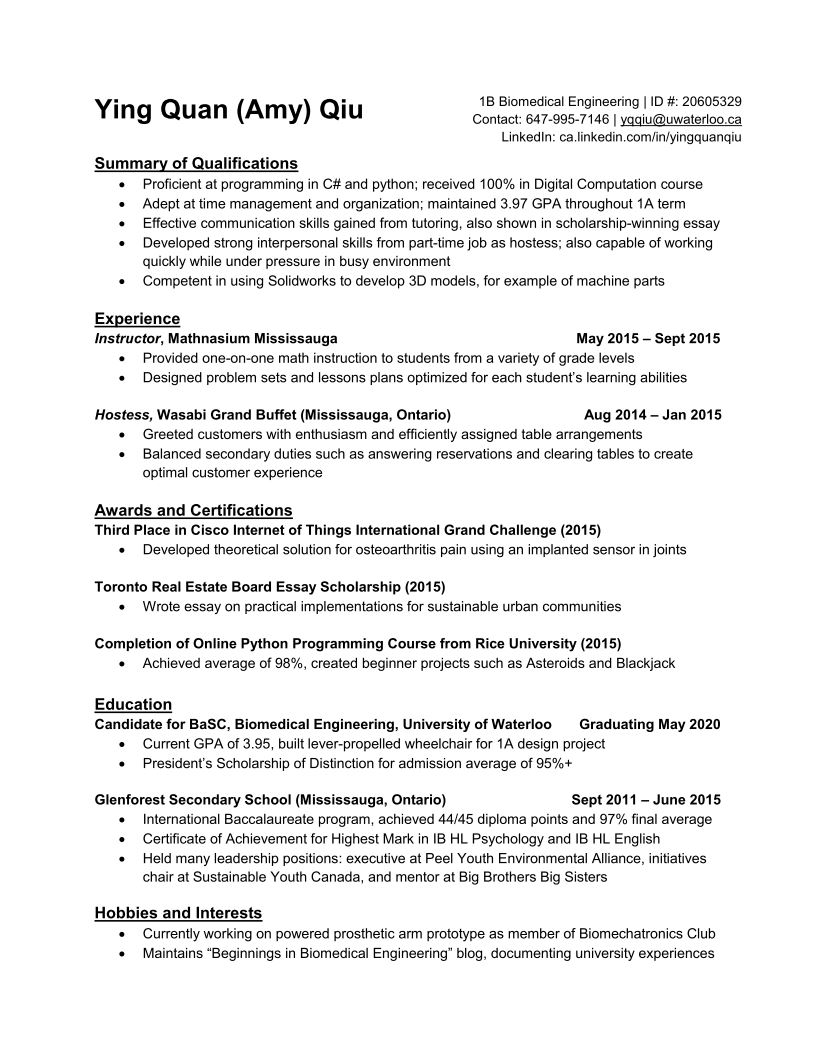 Ying Quan (Amy) Qiu
1B Biomedical Engineering | ID #: 20605329
Contact: 647-995-7146 | yqqiu@uwaterloo.ca
LinkedIn: ca.linkedin.com/in/yingquanqiu
Summary of Qualifications
• Proficient at programming in C# and python; received 100% in Digital Computation course
• Adept at time management and organization; maintained 3.97 GPA throughout 1A term
• Effective communication skills gained from tutoring, also shown in scholarship-winning essay
• Developed strong interpersonal skills from part-time job as hostess; also capable of working
quickly while under pressure in busy environment
• Competent in using Solidworks to develop 3D models, for example of machine parts
Experience
Instructor, Mathnasium Mississauga May 2015 – Sept 2015
• Provided one-on-one math instruction to students from a variety of grade levels
• Designed problem sets and lessons plans optimized for each student's learning abilities
Hostess, Wasabi Grand Buffet (Mississauga, Ontario) Aug 2014 – Jan 2015
• Greeted customers with enthusiasm and efficiently assigned table arrangements
• Balanced secondary duties such as answering reservations and clearing tables to create
optimal customer experience
Awards and Certifications
Third Place in Cisco Internet of Things International Grand Challenge (2015)
• Developed theoretical solution for osteoarthritis pain using an implanted sensor in joints
Toronto Real Estate Board Essay Scholarship (2015)
• Wrote essay on practical implementations for sustainable urban communities
Completion of Online Python Programming Course from Rice University (2015)
• Achieved average of 98%, created beginner projects such as Asteroids and Blackjack
Education
Candidate for BaSC, Biomedical Engineering, University of Waterloo Graduating May 2020
• Current GPA of 3.95, built lever-propelled wheelchair for 1A design project
• President's Scholarship of Distinction for admission average of 95%+
Glenforest Secondary School (Mississauga, Ontario) Sept 2011 – June 2015
• International Baccalaureate program, achieved 44/45 diploma points and 97% final average
• Certificate of Achievement for Highest Mark in IB HL Psychology and IB HL English
• Held many leadership positions: executive at Peel Youth Environmental Alliance, initiatives
chair at Sustainable Youth Canada, and mentor at Big Brothers Big Sisters
Hobbies and Interests
• Currently working on powered prosthetic arm prototype as member of Biomechatronics Club
• Maintains “Beginnings in Biomedical Engineering” blog, documenting university experiences